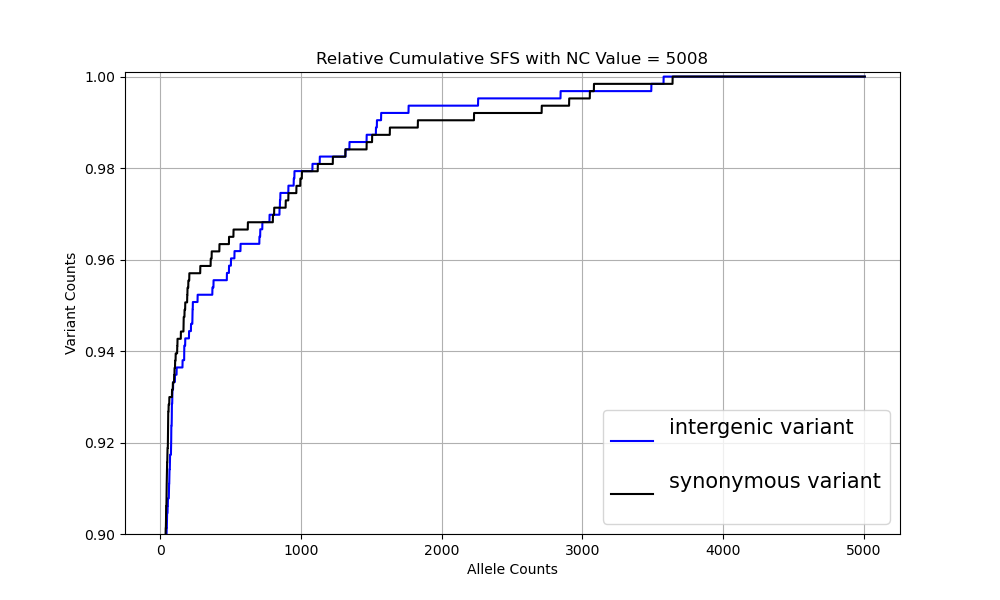 Relative Cumulative SFS with NC Value = 5008
Variant Counts
1.00
0.98
0.96
0.94
0.92
0.90
intergenic variant
synonymous variant
0
1000
2000
3000
4000
5000
Allele Counts